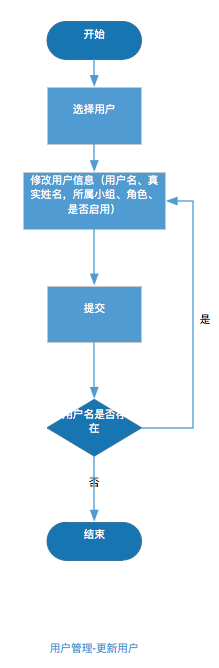 开始
选择用户
修改用户信息（用户名、真
实姓名，所属小组、角色、
是否启用）
提交
是
用户名是否存
在
否
结束
用户管理-更新用户